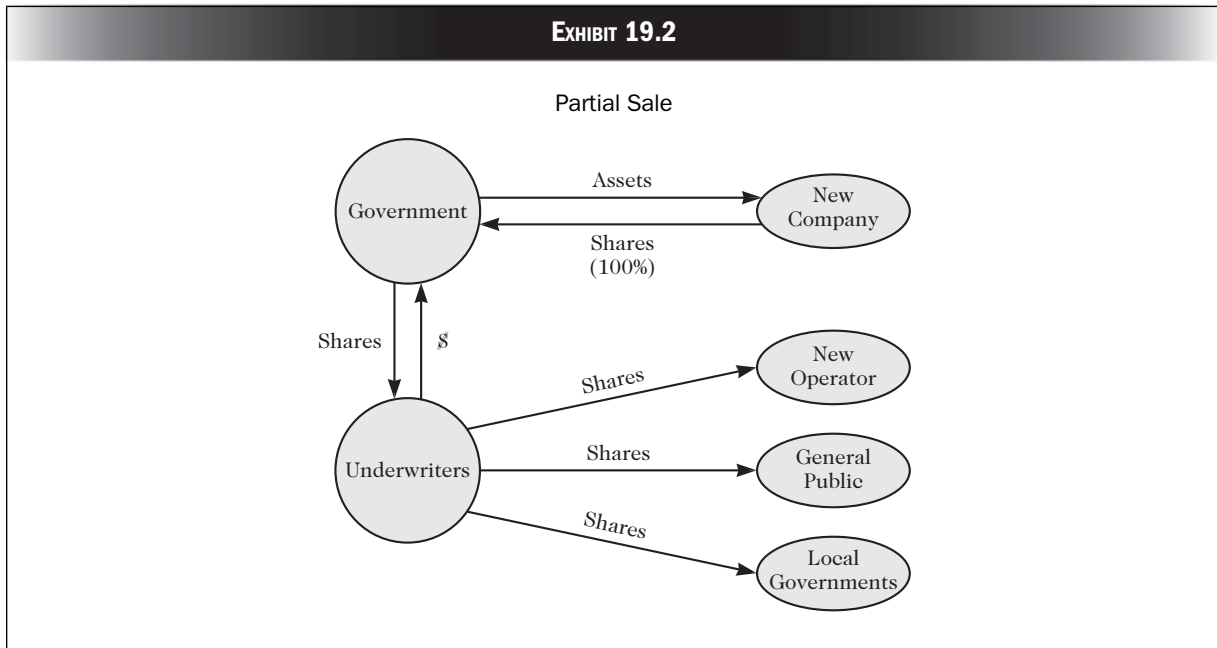 EXHIBIT 19.2
Partial Sale
Government
Assets
New
Company
Shares
(100%)
Shares
$
Underwriters
Shares
New
Operator
Shares
General
Public
Shares
Local
Governments